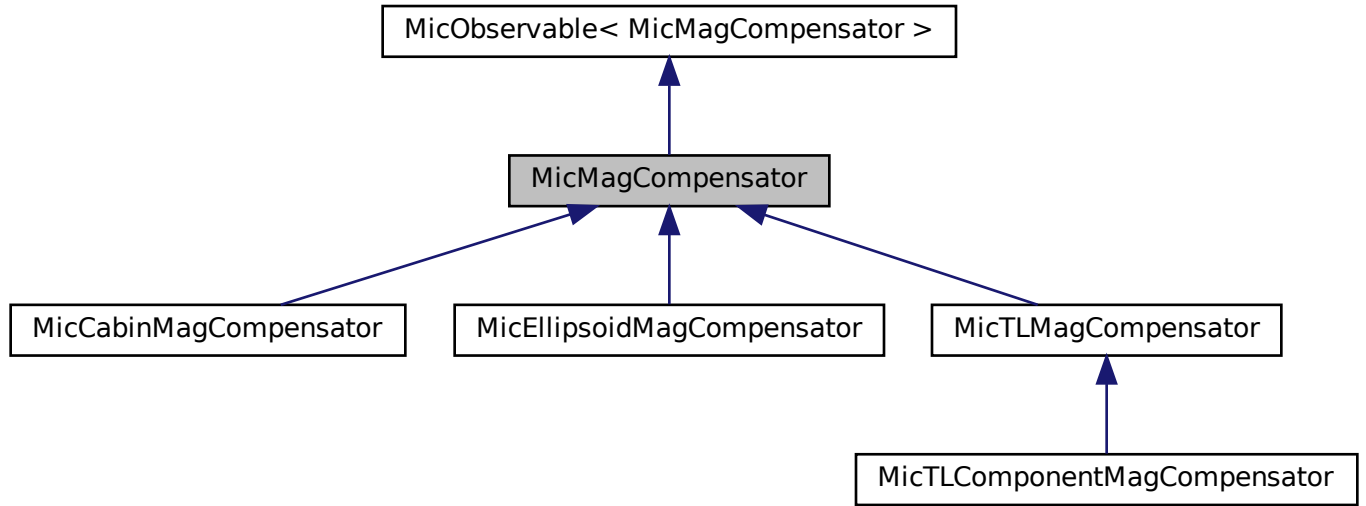 MicObservable< MicMagCompensator >
MicMagCompensator
MicCabinMagCompensator
MicEllipsoidMagCompensator
MicTLMagCompensator
MicTLComponentMagCompensator